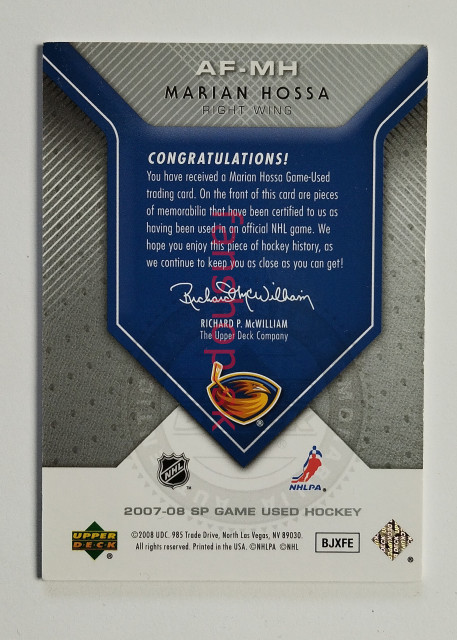 AF-MH
MARIAN HOSSA
RIGHT WING
CONGRATULATIONS!
You have received a Marian Hossa Game-Used
trading card. On the front of this card are pieces
of memorabilia that have been certified to us as
having been used in an official NHL game. We
hope you enjoy this piece of hockey history, as
we continue to keep you as close as you can get!
Richard McWilliam
RICHARD P. McWILLIAM
The Upper Deck Company
fanshop.sk
®
NHL
™
NHLPA®
2007-08 SP GAME USED HOCKEY
UPPER
DECK
®
©2008 UDC. 985 Trade Drive, North Las Vegas, NV 89030.
All rights reserved. Printed in the USA. ©NHLPA ©NHL
BJXFE
®